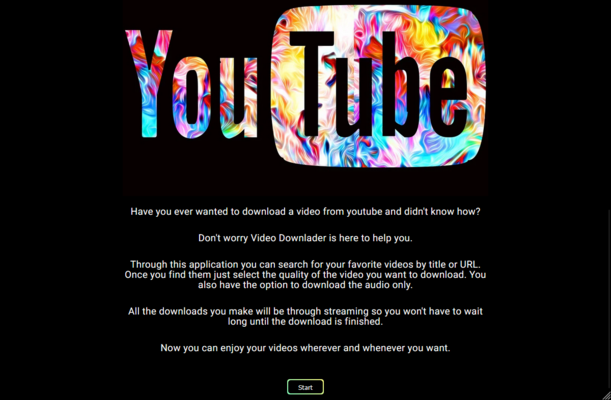 YouTube
Have you ever wanted to download a video from youtube and didn't know how?
Don't worry Video Downlader is here to help you.
Through this application you can search for your favorite videos by title or URL.
Once you find them just select the quality of the video you want to download. You
also have the option to download the audio only.
All the downloads you make will be through streaming so you won't have to wait
long until the download is finished.
Now you can enjoy your videos wherever and whenever you want.
Start